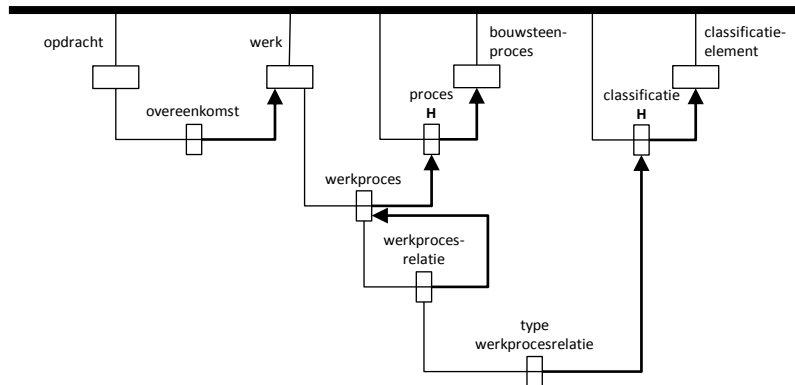 opdracht
werk
bouwsteen-
proces
classificatie-
element
overeenkomst
proces
H
classificatie
H
werkproces
werkproces-
relatie
type
werkprocesrelatie